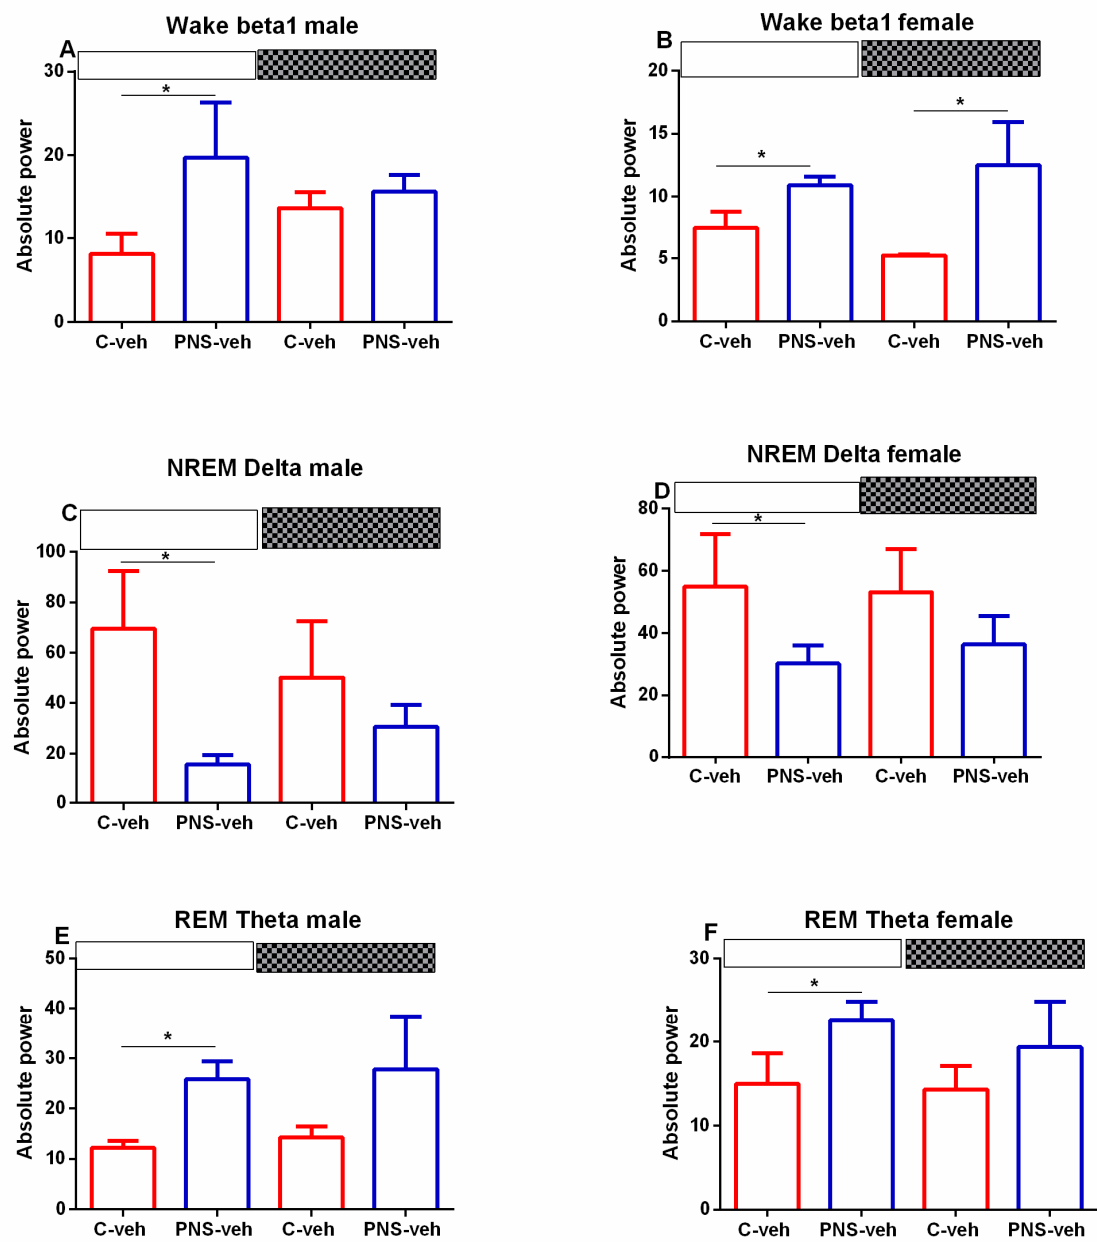 Wake beta1 male
A
30
20
10
0
Absolute power
*
C-veh PNS-veh C-veh PNS-veh
Wake beta1 female
B
20
15
10
5
0
Absolute power
*
*
C-veh PNS-veh C-veh PNS-veh
NREM Delta male
C
100
80
60
40
20
0
Absolute power
*
C-veh PNS-veh C-veh PNS-veh
NREM Delta female
D
80
60
40
20
0
Absolute power
*
C-veh PNS-veh C-veh PNS-veh
REM Theta male
E
50
40
30
20
10
0
Absolute power
*
C-veh PNS-veh C-veh PNS-veh
REM Theta female
F
30
20
10
0
Absolute power
*
C-veh PNS-veh C-veh PNS-veh